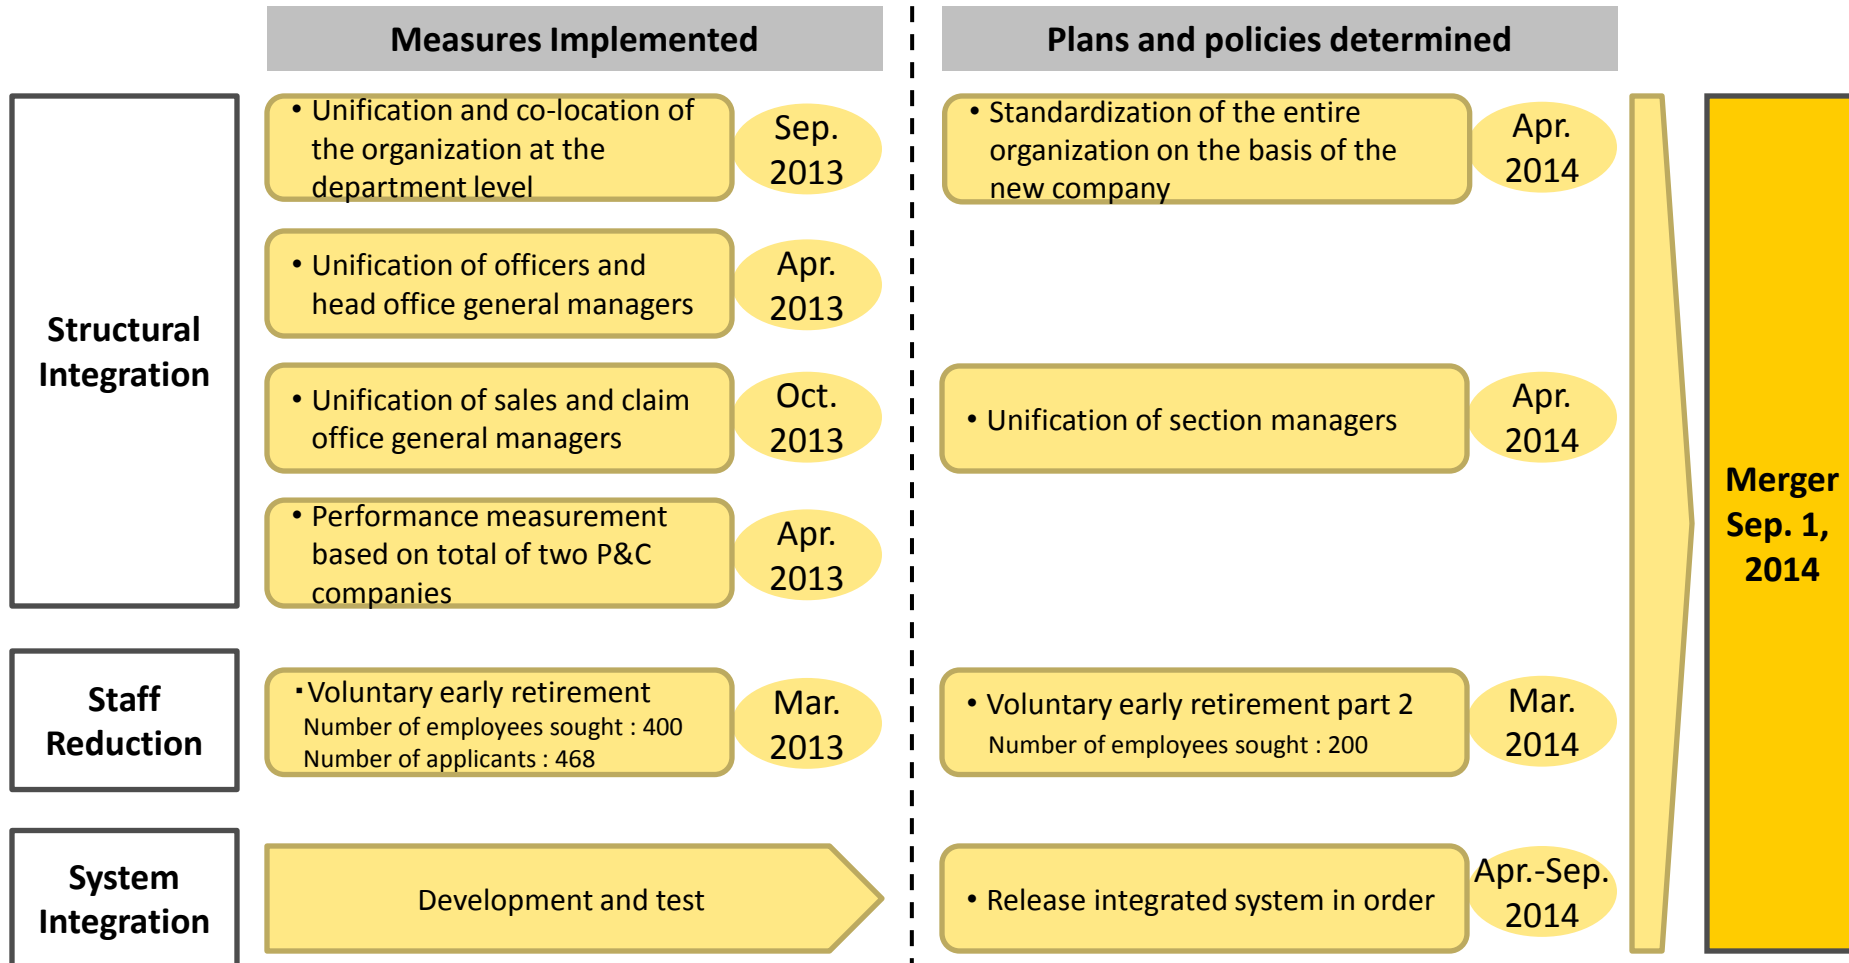 Measures Implemented
Plans and policies determined
Structural
Integration
• Unification and co-location of
the organization at the
department level
Sep.
2013
• Standardization of the entire
organization on the basis of the
new company
Apr.
2014
• Unification of officers and
head office general managers
Apr.
2013
• Unification of sales and claim
office general managers
Oct.
2013
• Unification of section managers
Apr.
2014
• Performance measurement
based on total of two P&C
companies
Apr.
2013
Staff
Reduction
・Voluntary early retirement
Number of employees sought : 400
Number of applicants : 468
Mar.
2013
• Voluntary early retirement part 2
Number of employees sought : 200
Mar.
2014
System
Integration
Development and test
• Release integrated system in order
Apr.-Sep.
2014
Merger
Sep. 1,
2014